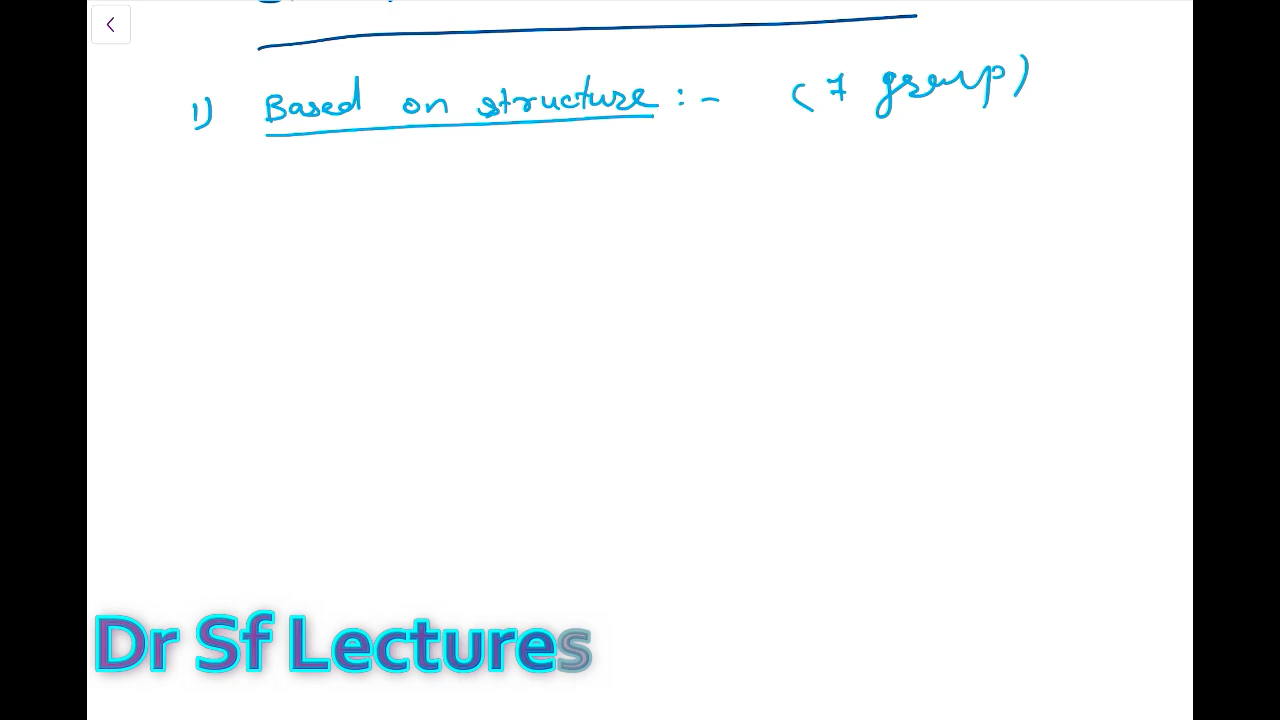 1) Based on structure :- (7 group)
Dr Sf Lectures